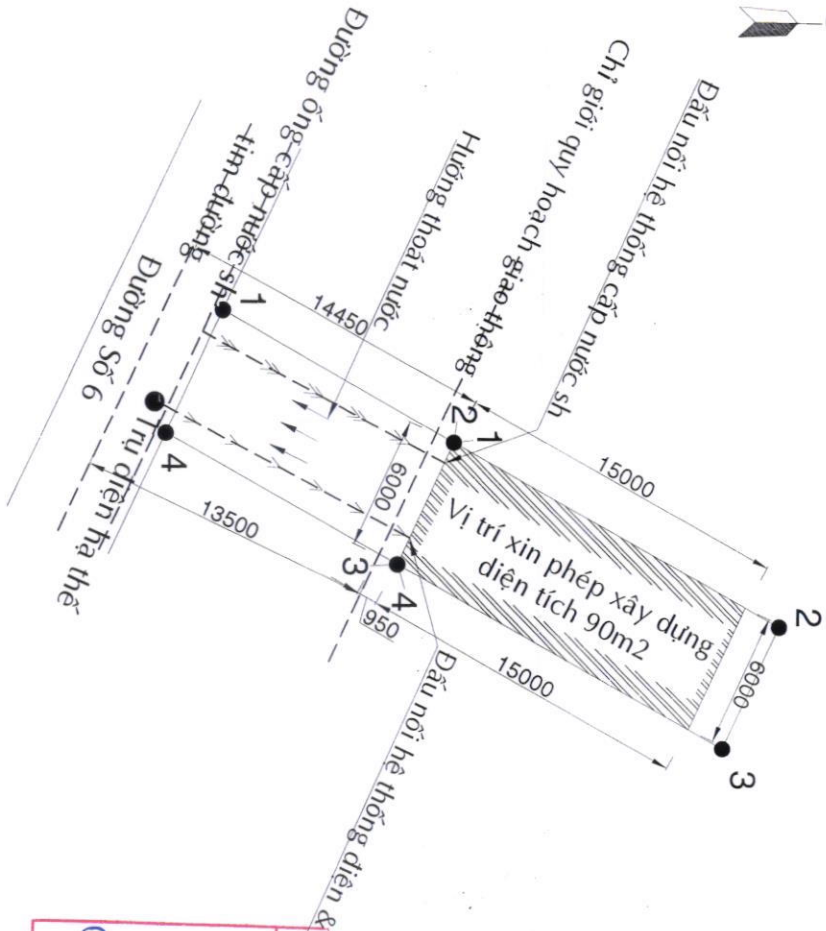 Đường ống cấp nước sh
tim đường
Đường Số 6
Hướng thoát nước
Chỉ giới quy hoạch giao thông
Đấu nối hệ thống cấp nước sh
1
14450
2
1
15000
6000
Vị trí xin phép xây dựng
diện tích 90m2
2
6000
3
Trụ điện hạ thế
4
13500
3
4
950
15000
Đấu nối hệ thống điện &